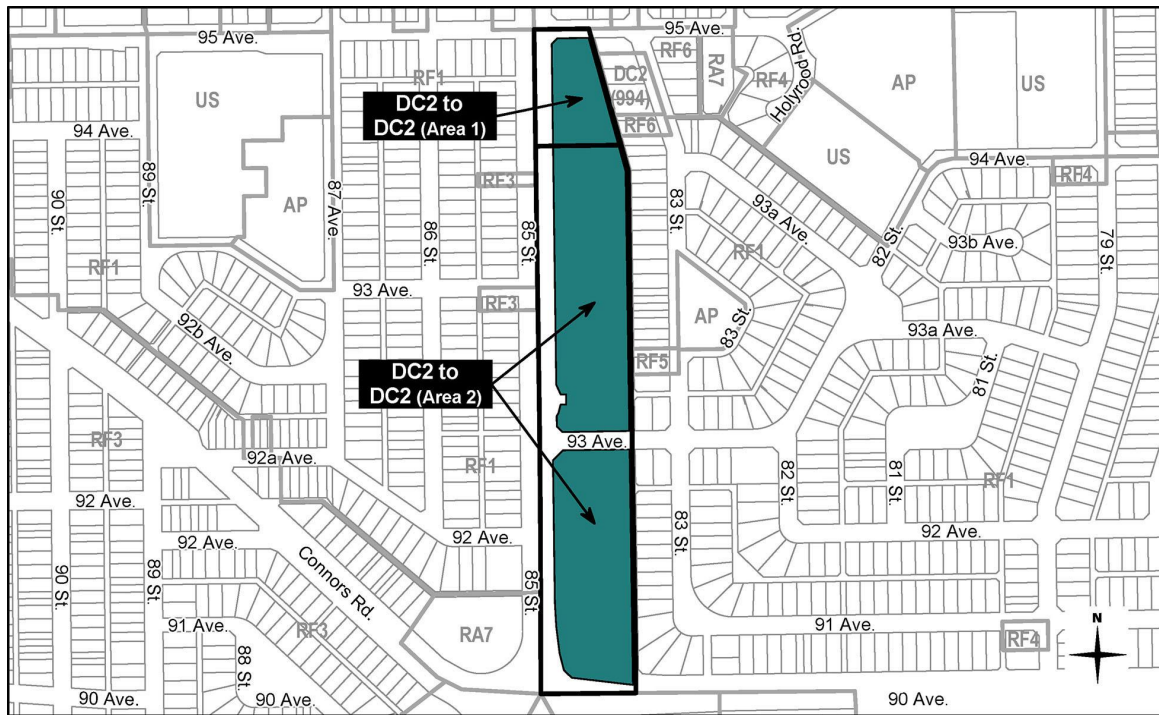 95 Ave.
95 Ave.
US
RF1
DC2 to
DC2 (Area 1)
RF6
RA7
DC2
(994)
RF6
RF4
Holyrood Rd.
AP
US
94 Ave.
90 St.
89 St.
AP
87 Ave.
RF3
86 St.
85 St.
83 St.
93a Ave.
US
82 St.
94 Ave.
RF4
93b Ave.
79 St.
RF1
RF1
93 Ave.
RF3
92b Ave.
AP
83 St.
93a Ave.
DC2 to
DC2 (Area 2)
RF5
81 St.
RF3
92a Ave.
RF1
93 Ave.
82 St.
81 St.
RF1
92 Ave.
90 St.
89 St.
92 Ave.
Connors Rd.
92 Ave.
85 St.
83 St.
92 Ave.
91 Ave.
88 St.
RF3
RA7
91 Ave.
RF4
N
90 Ave.
90 Ave.
90 Ave.